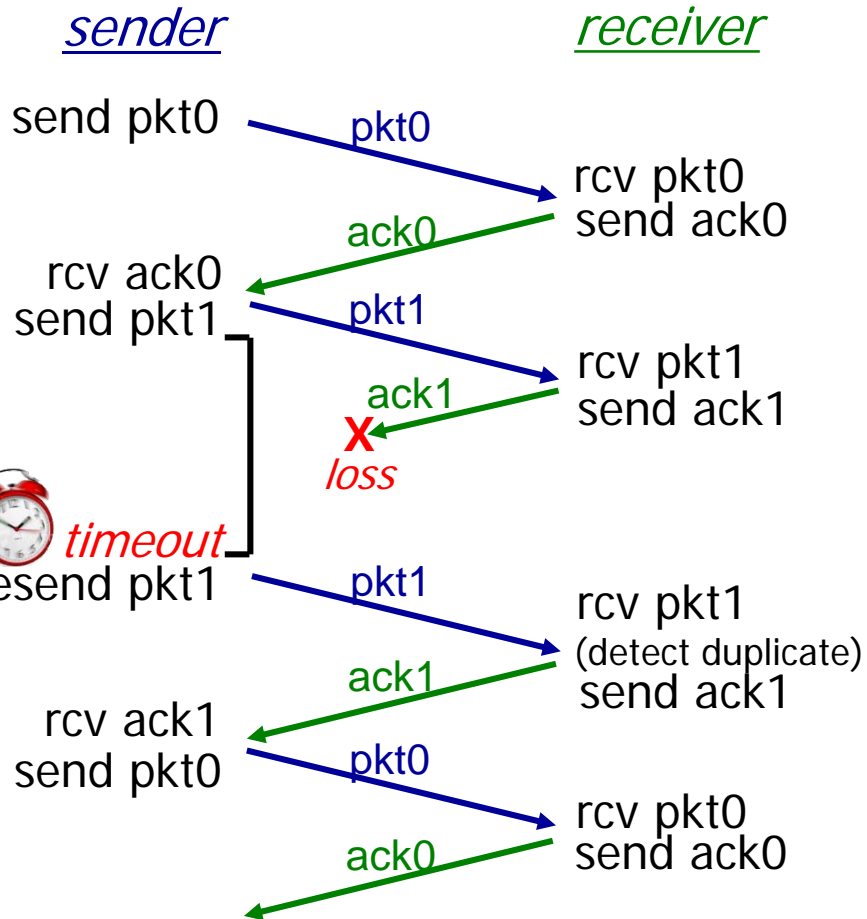 sender
receiver
send pkt0
pkt0
rcv pkt0
send ack0
ack0
rcv ack0
send pkt1
pkt1
rcv pkt1
send ack1
ack1
X
loss
timeout
esend pkt1
pkt1
rcv pkt1
(detect duplicate)
send ack1
ack1
rcv ack1
send pkt0
pkt0
rcv pkt0
send ack0
ack0